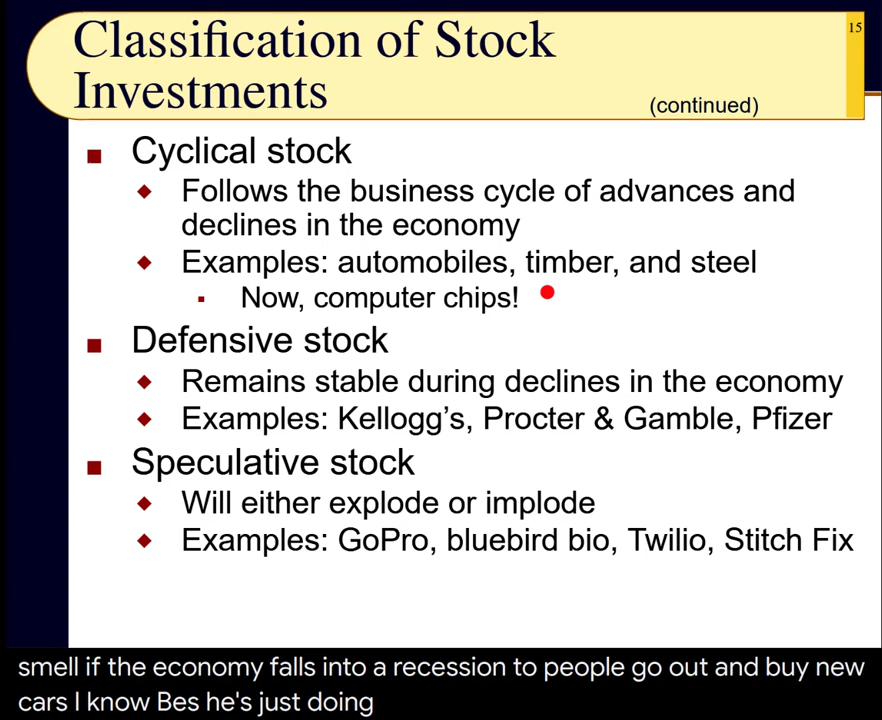 Classification of Stock
Investments
(continued)
15
Cyclical stock
Follows the business cycle of advances and
declines in the economy
Examples: automobiles, timber, and steel
Now, computer chips!
Defensive stock
Remains stable during declines in the economy
Examples: Kellogg's, Procter & Gamble, Pfizer
Speculative stock
Will either explode or implode
Examples: GoPro, bluebird bio, Twilio, Stitch Fix
smell if the economy falls into a recession to people go out and buy new
cars I know Bes he's just doing